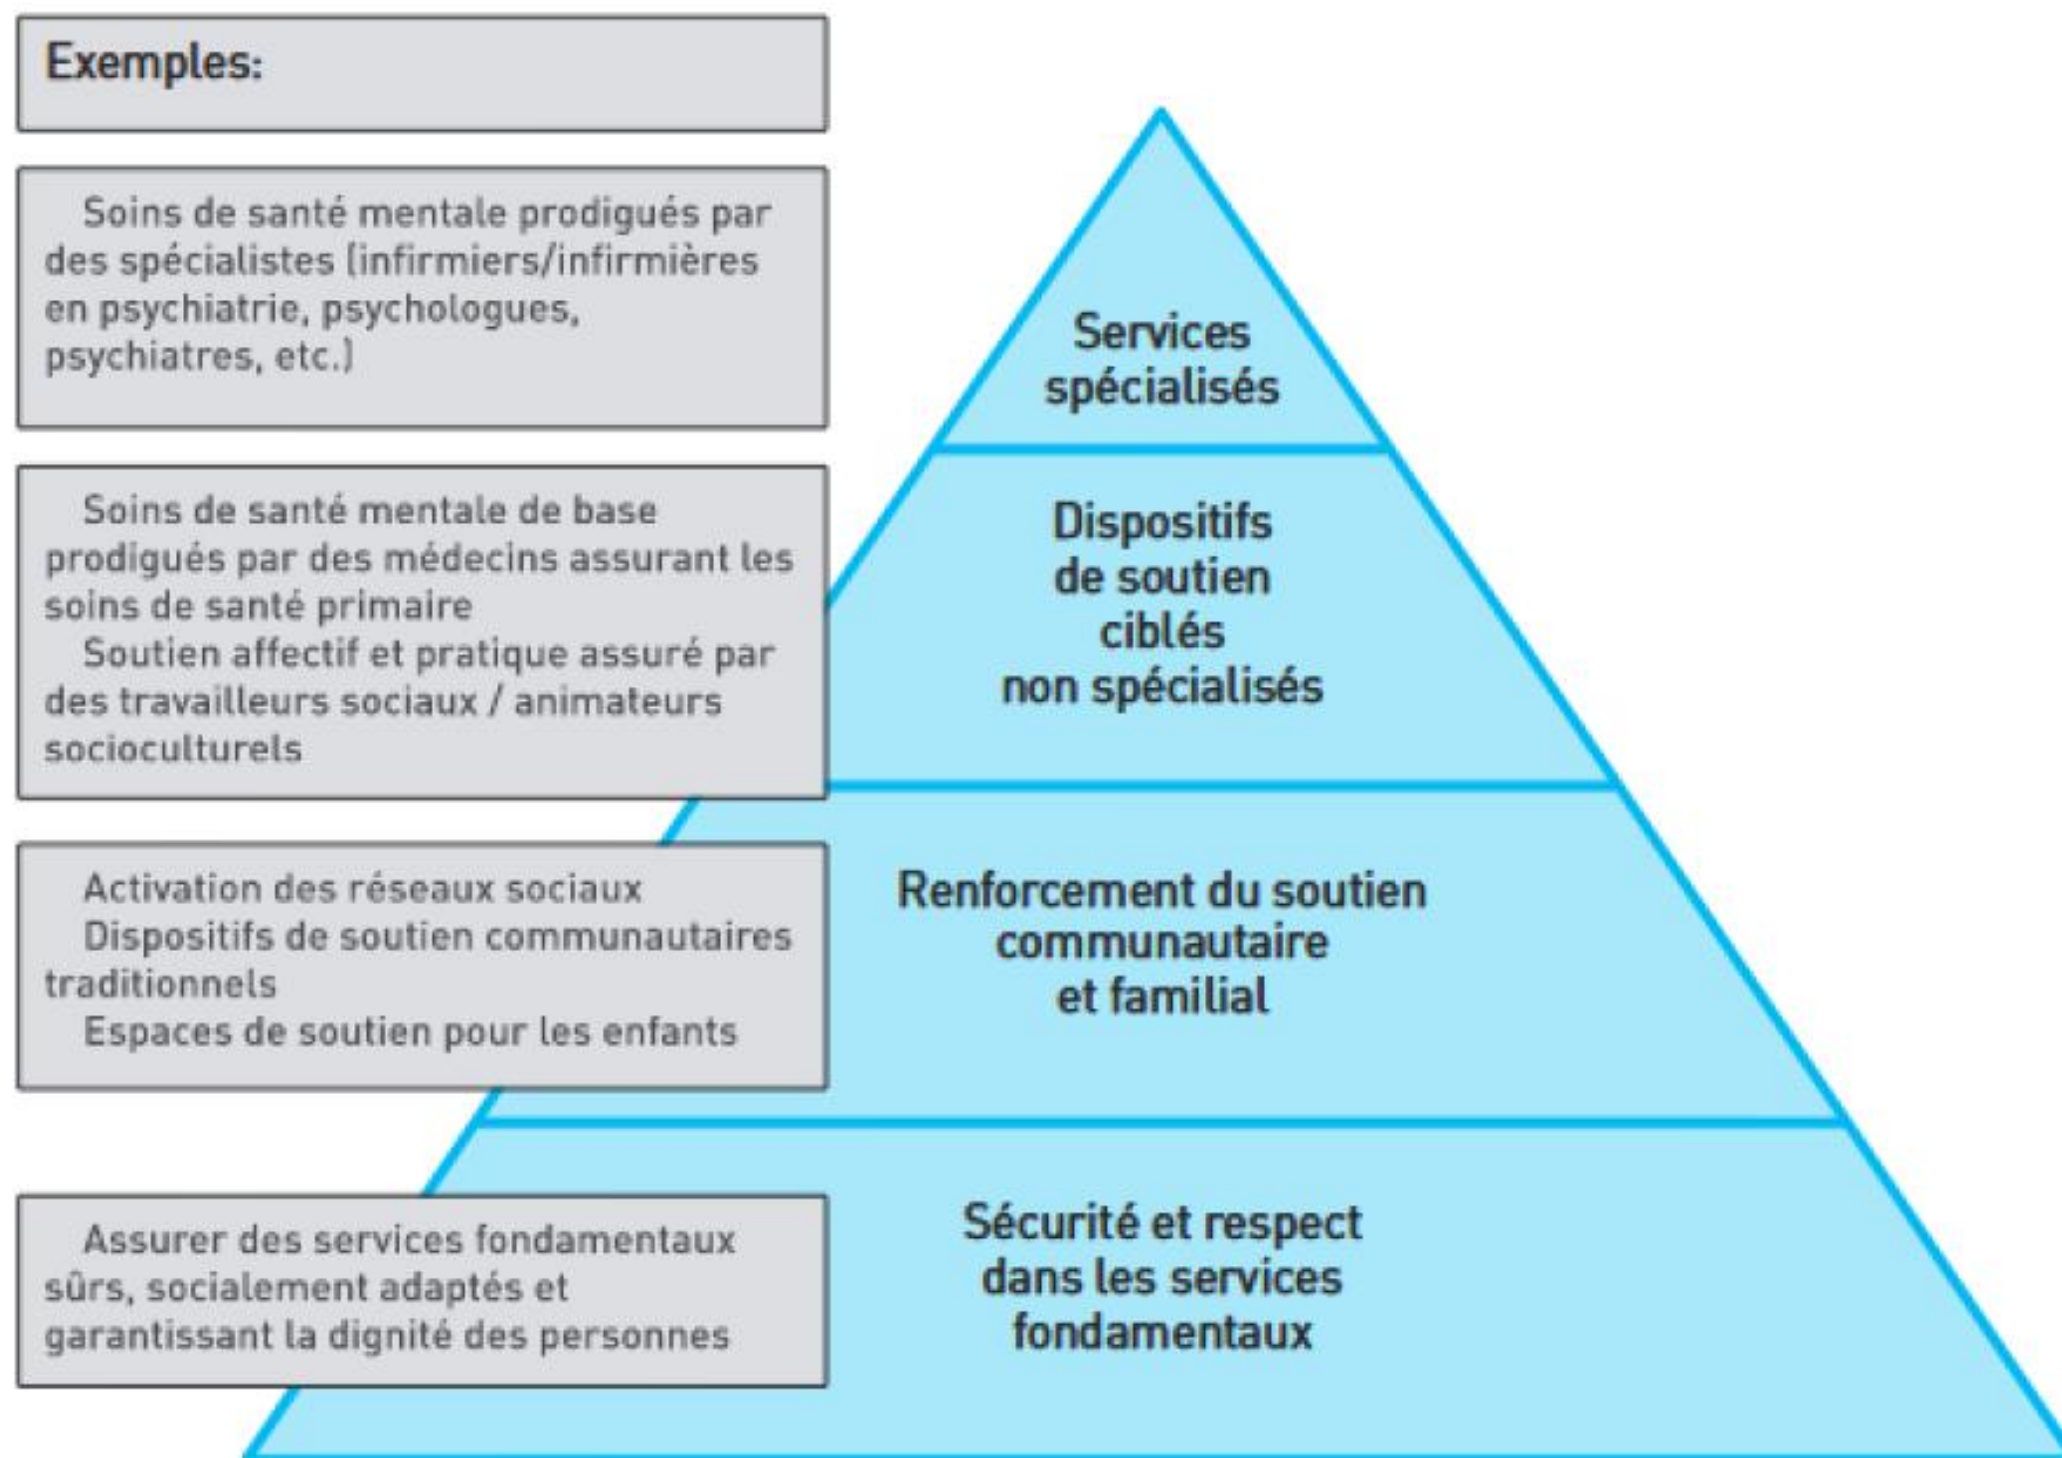 Exemples:
Soins de santé mentale prodigués par
des spécialistes (infirmiers/infirmières
en psychiatrie, psychologues,
psychiatres, etc.)
Services
spécialisés
Soins de santé mentale de base
prodigués par des médecins assurant les
soins de santé primaire
Soutien affectif et pratique assuré par
des travailleurs sociaux / animateurs
socioculturels
Dispositifs
de soutien
ciblés
non spécialisés
Activation des réseaux sociaux
Dispositifs de soutien communautaires
traditionnels
Espaces de soutien pour les enfants
Renforcement du soutien
communautaire
et familial
Assurer des services fondamentaux
sûrs, socialement adaptés et
garantissant la dignité des personnes
Sécurité et respect
dans les services
fondamentaux